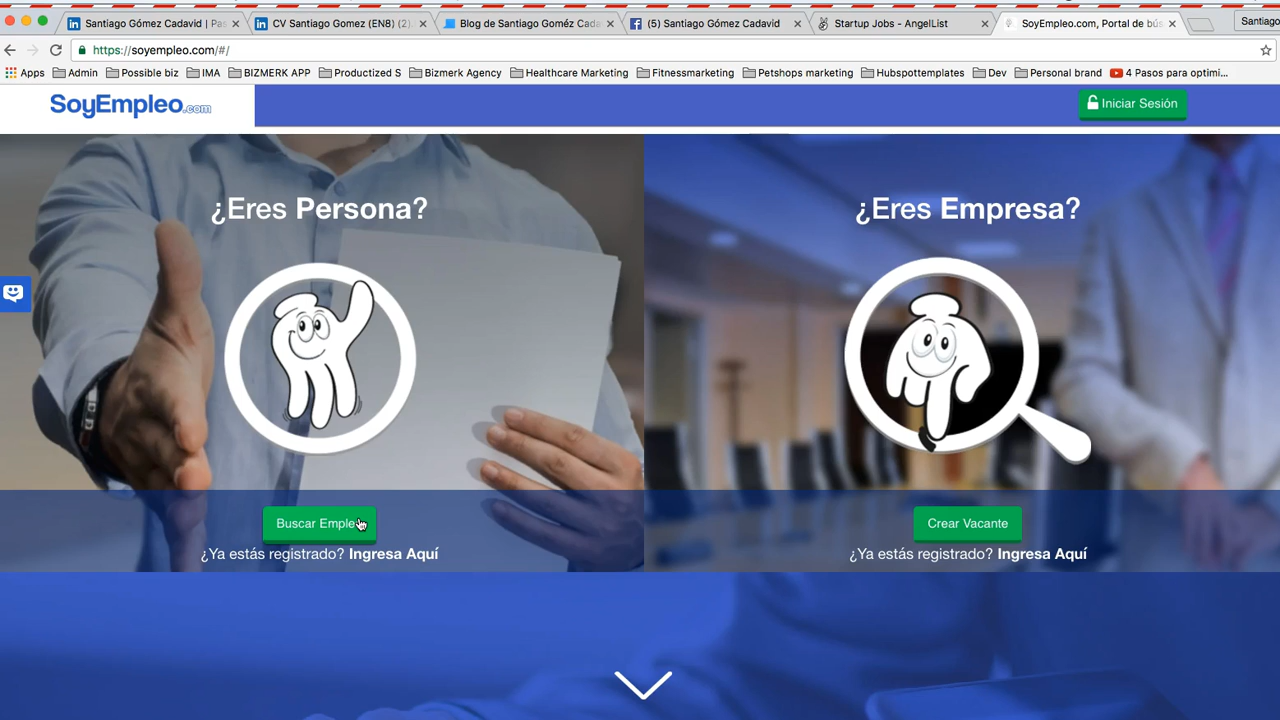 Santiago Gómez Cadavid | Pas
CV Santiago Gomez (EN8) (2).
Blog de Santiago Goméz Cada
(5) Santiago Gómez Cadavid
Startup Jobs - AngelList
SoyEmpleo.com, Portal de bús
Santiago
https://soyempleo.com/#/
Apps
Admin
Possible biz
IMA
BIZMERK APP
Productized S
Bizmerk Agency
Healthcare Marketing
Fitnessmarketing
Petshops marketing
Hubspottemplates
Dev
Personal brand
4 Pasos para optimi...
SoyEmpleo.com
Iniciar Sesión
¿Eres Persona?
¿Eres Empresa?
Buscar Emple
Crear Vacante
¿Ya estás registrado? Ingresa Aquí
¿Ya estás registrado? Ingresa Aquí